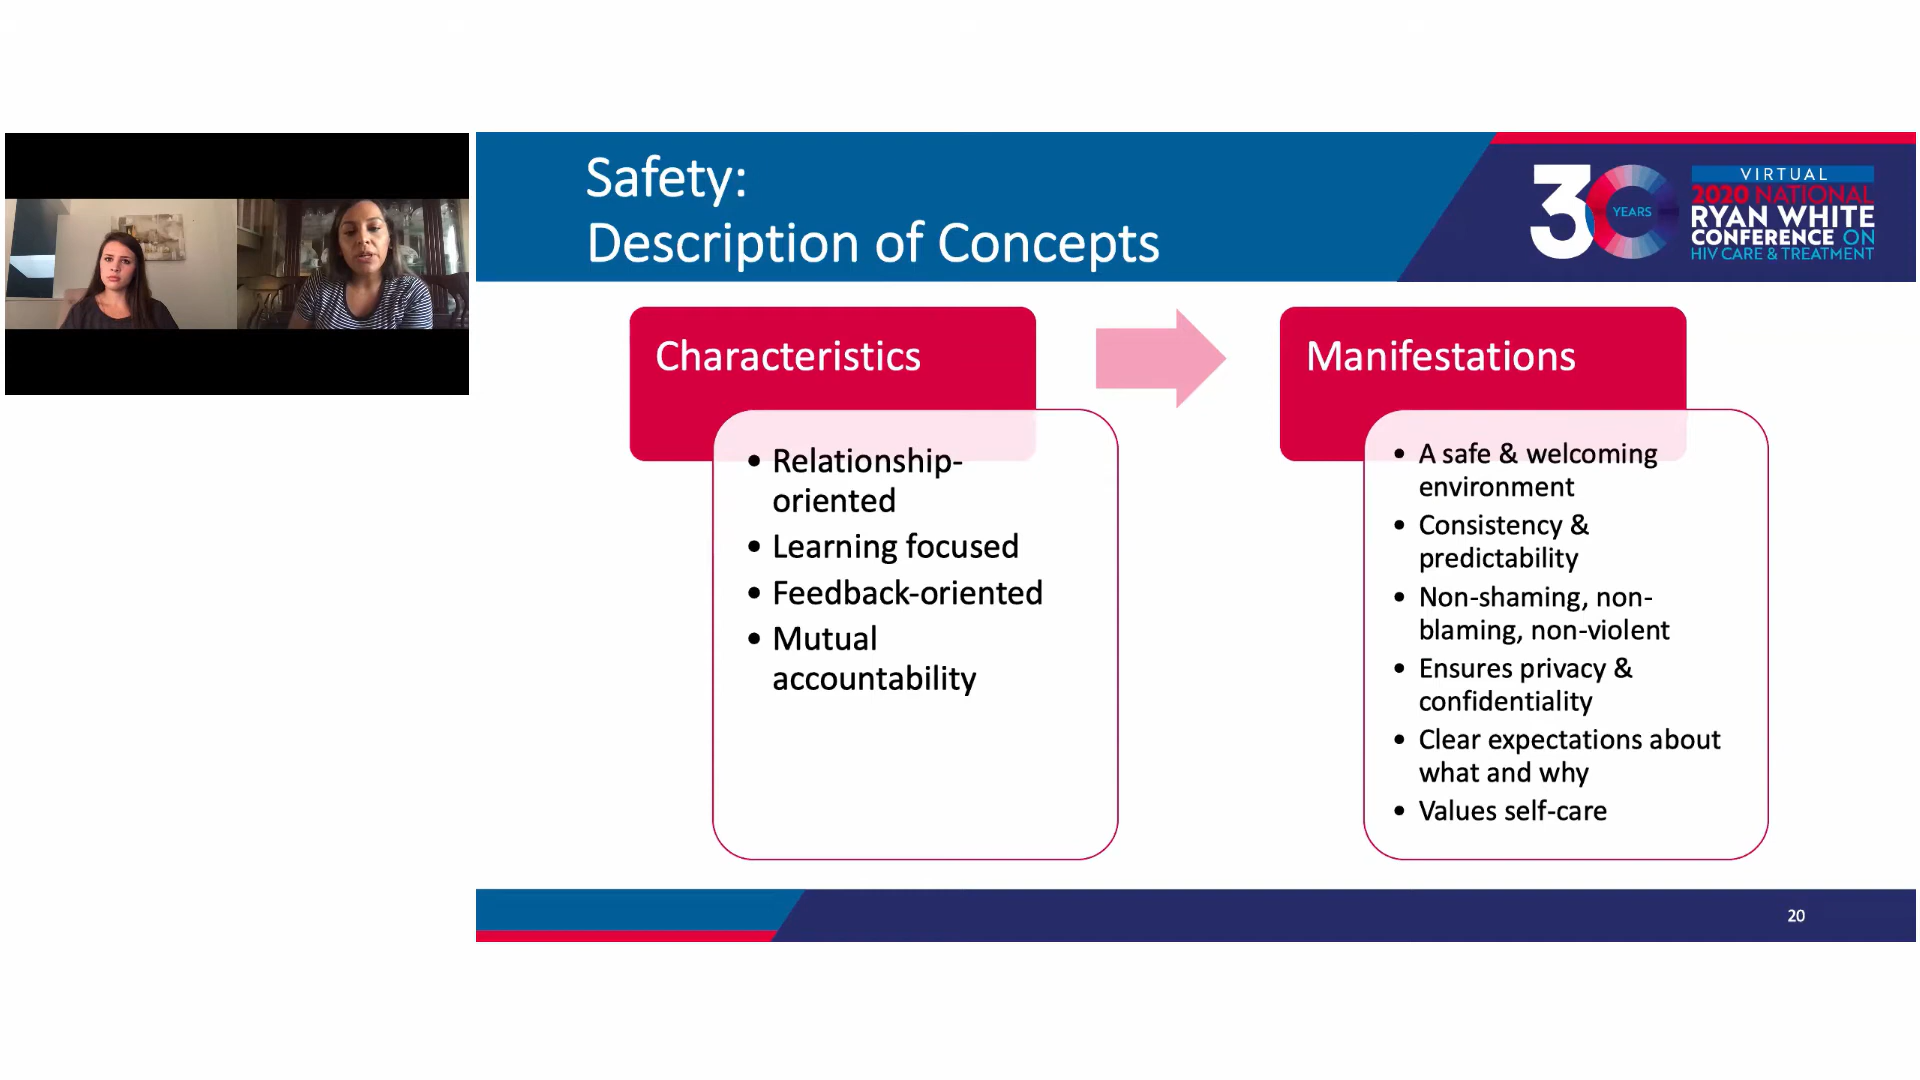 Safety:
Description of Concepts
30
YEARS
VIRTUAL
2020 NATIONAL
RYAN WHITE
CONFERENCE ON
HIV CARE & TREATMENT
Characteristics
• Relationship-
oriented
• Learning focused
• Feedback-oriented
• Mutual
accountability
Manifestations
• A safe & welcoming
environment
• Consistency &
predictability
• Non-shaming, non-
blaming, non-violent
• Ensures privacy &
confidentiality
• Clear expectations about
what and why
• Values self-care
20